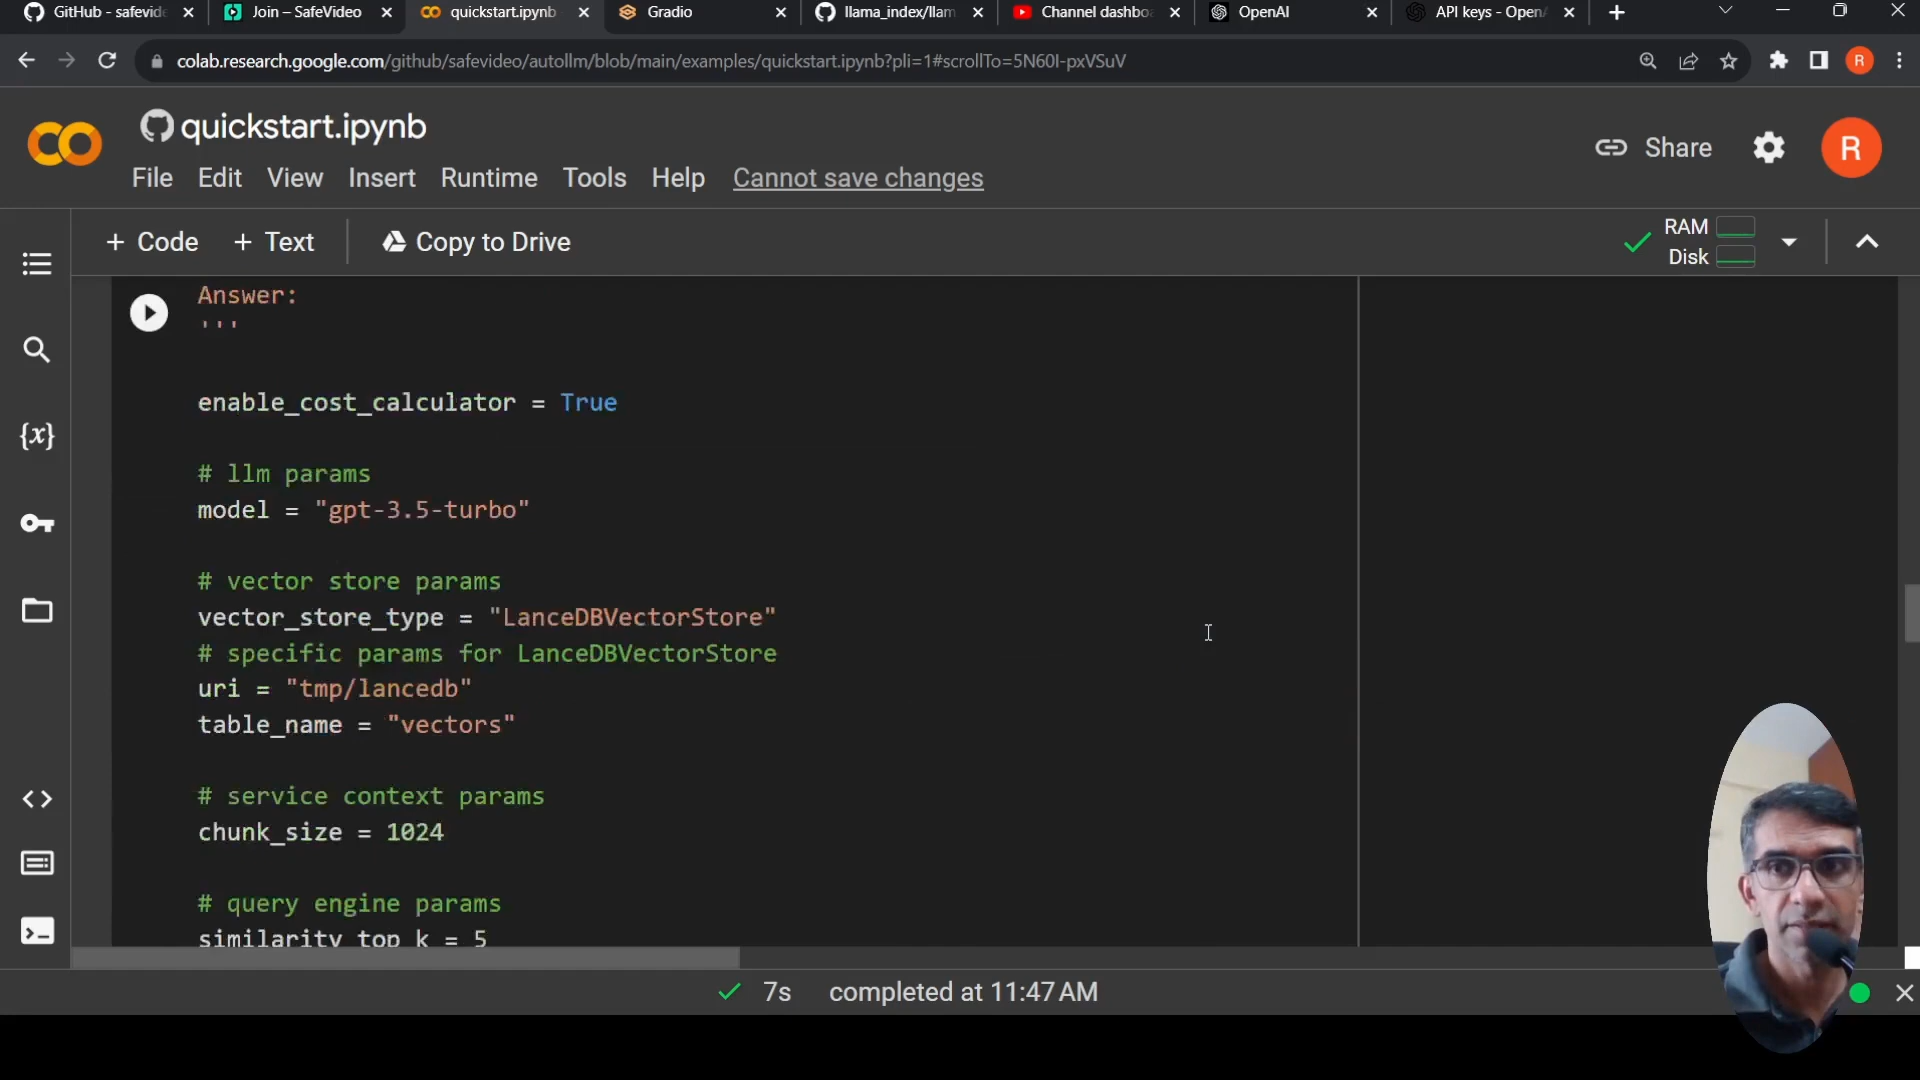 GitHub - safevide
Join – SafeVideo
quickstart.ipynb
Gradio
llama_index/llam
Channel dashbo
OpenAI
API keys - OpenA
colab.research.google.com/github/safevideo/autollm/blob/main/examples/quickstart.ipynb?pli=1#scrollTo=5N60I-pxVSuV
R
quickstart.ipynb
Share
R
File Edit View Insert Runtime Tools Help Cannot save changes
+ Code + Text Copy to Drive
RAM
Disk
Answer:
'''
enable_cost_calculator = True
# llm params
model = "gpt-3.5-turbo"
# vector store params
vector_store_type = "LanceDBVectorStore"
# specific params for LanceDBVectorStore
uri = "tmp/lancedb"
table_name = "vectors"
# service context params
chunk_size = 1024
# query engine params
similarity_top_k = 5
7s completed at 11:47 AM